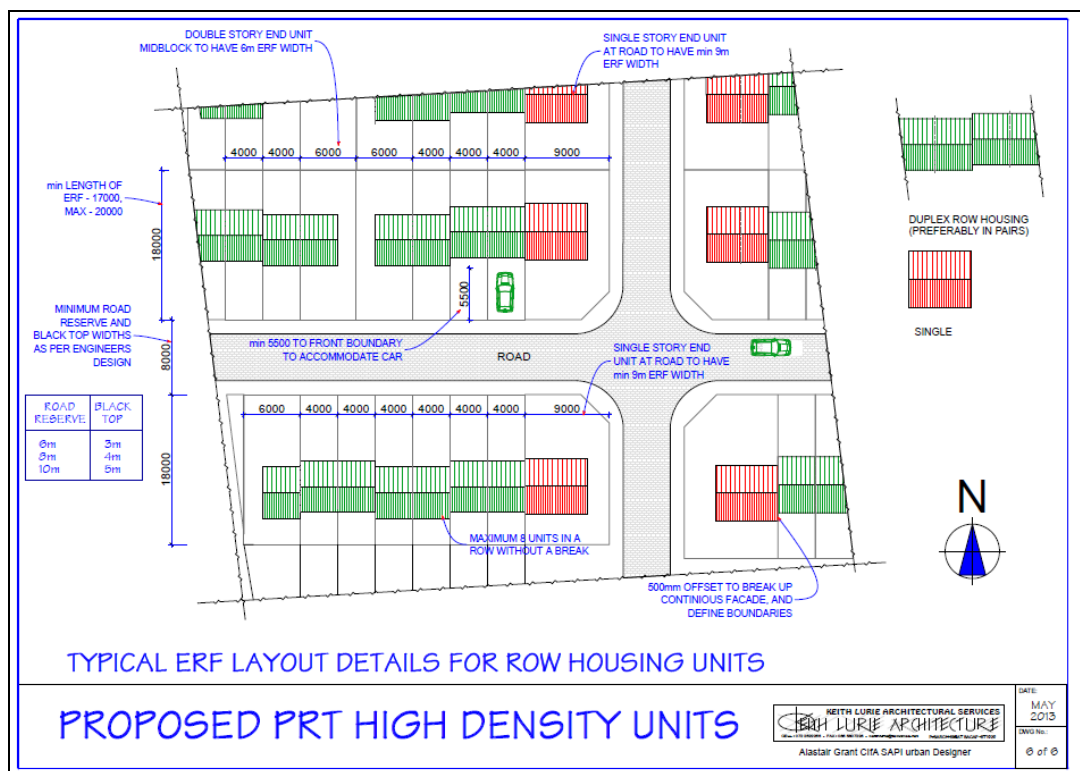 DOUBLE STORY END UNIT
MIDBLOCK TO HAVE 6m ERF WIDTH
SINGLE STORY END UNIT
AT ROAD TO HAVE min 9m
ERF WIDTH
4000 4000 6000 6000 4000 4000 4000 9000
min LENGTH OF
ERF - 17000,
MAX - 20000
18000
DUPLEX ROW HOUSING
(PREFERABLY IN PAIRS)
SINGLE
5500
MINIMUM ROAD
RESERVE AND
BLACK TOP WIDTHS
AS PER ENGINEERS
DESIGN
8000
min 5500 TO FRONT BOUNDARY
TO ACCOMMODATE CAR
ROAD
SINGLE STORY END
UNIT AT ROAD TO HAVE
min 9m ERF WIDTH
ROAD BLACK
RESERVE TOP
6m 3m
8m 4m
10m 5m
6000 4000 4000 4000 4000 4000 9000
18000
MAXIMUM 8 UNITS IN A
ROW WITHOUT A BREAK
N
500mm OFFSET TO BREAK UP
CONTINIOUS FACADE, AND
DEFINE BOUNDARIES
TYPICAL ERF LAYOUT DETAILS FOR ROW HOUSING UNITS
PROPOSED PRT HIGH DENSITY UNITS
KEITH LURIE ARCHITECTURAL SERVICES
KEITH LURIE ARCHITECTURE
Alastair Grant CIfA SAPI urban Designer
DATE:
MAY
2013
DWG No.:
6 of 6